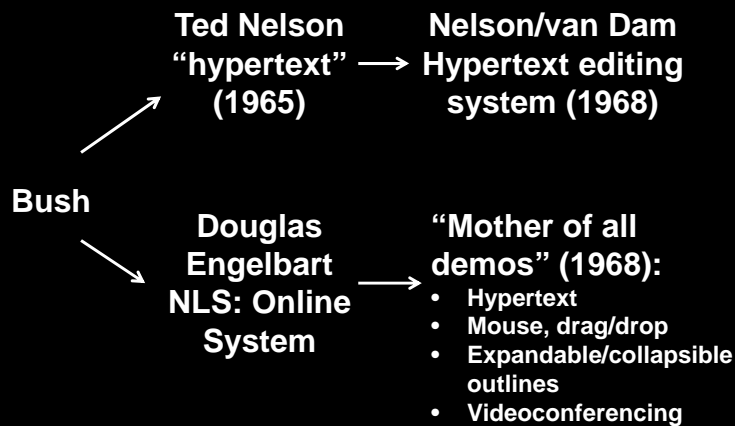 Ted Nelson
“hypertext”
(1965)
Nelson/van Dam
Hypertext editing
system (1968)
Bush
Douglas
Engelbart
NLS: Online
System
“Mother of all
demos” (1968):
• Hypertext
• Mouse, drag/drop
• Expandable/collapsible
outlines
• Videoconferencing